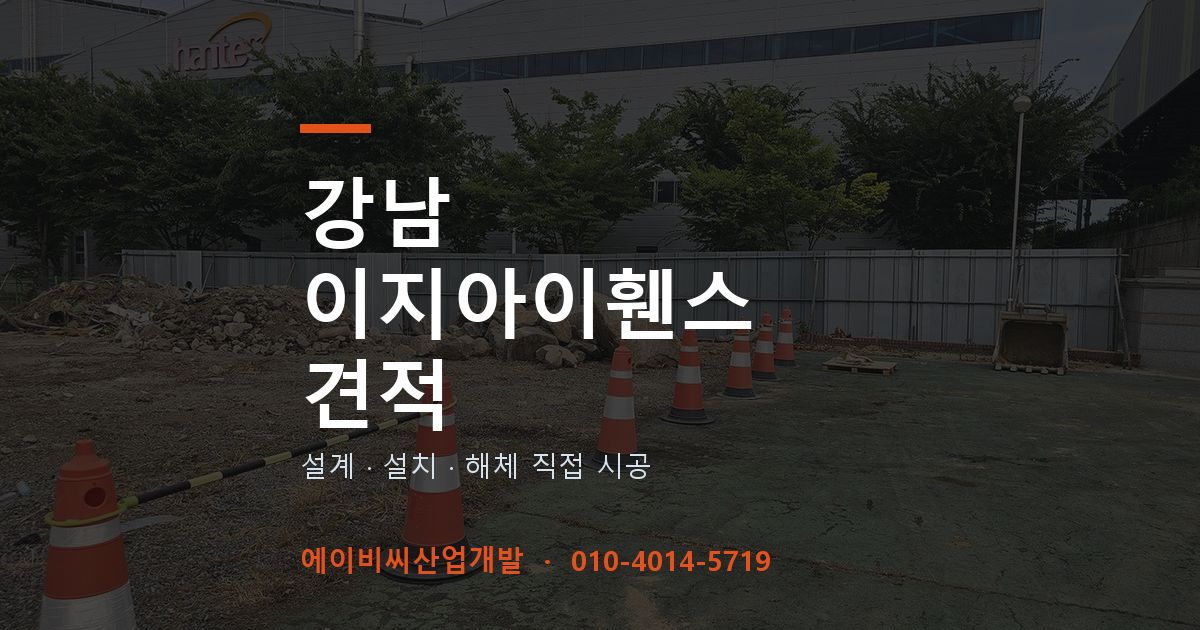 hantes
강남
이지아이휀스
견적
설계 · 설치 · 해체 직접 시공
에이비씨산업개발 · 010-4014-5719